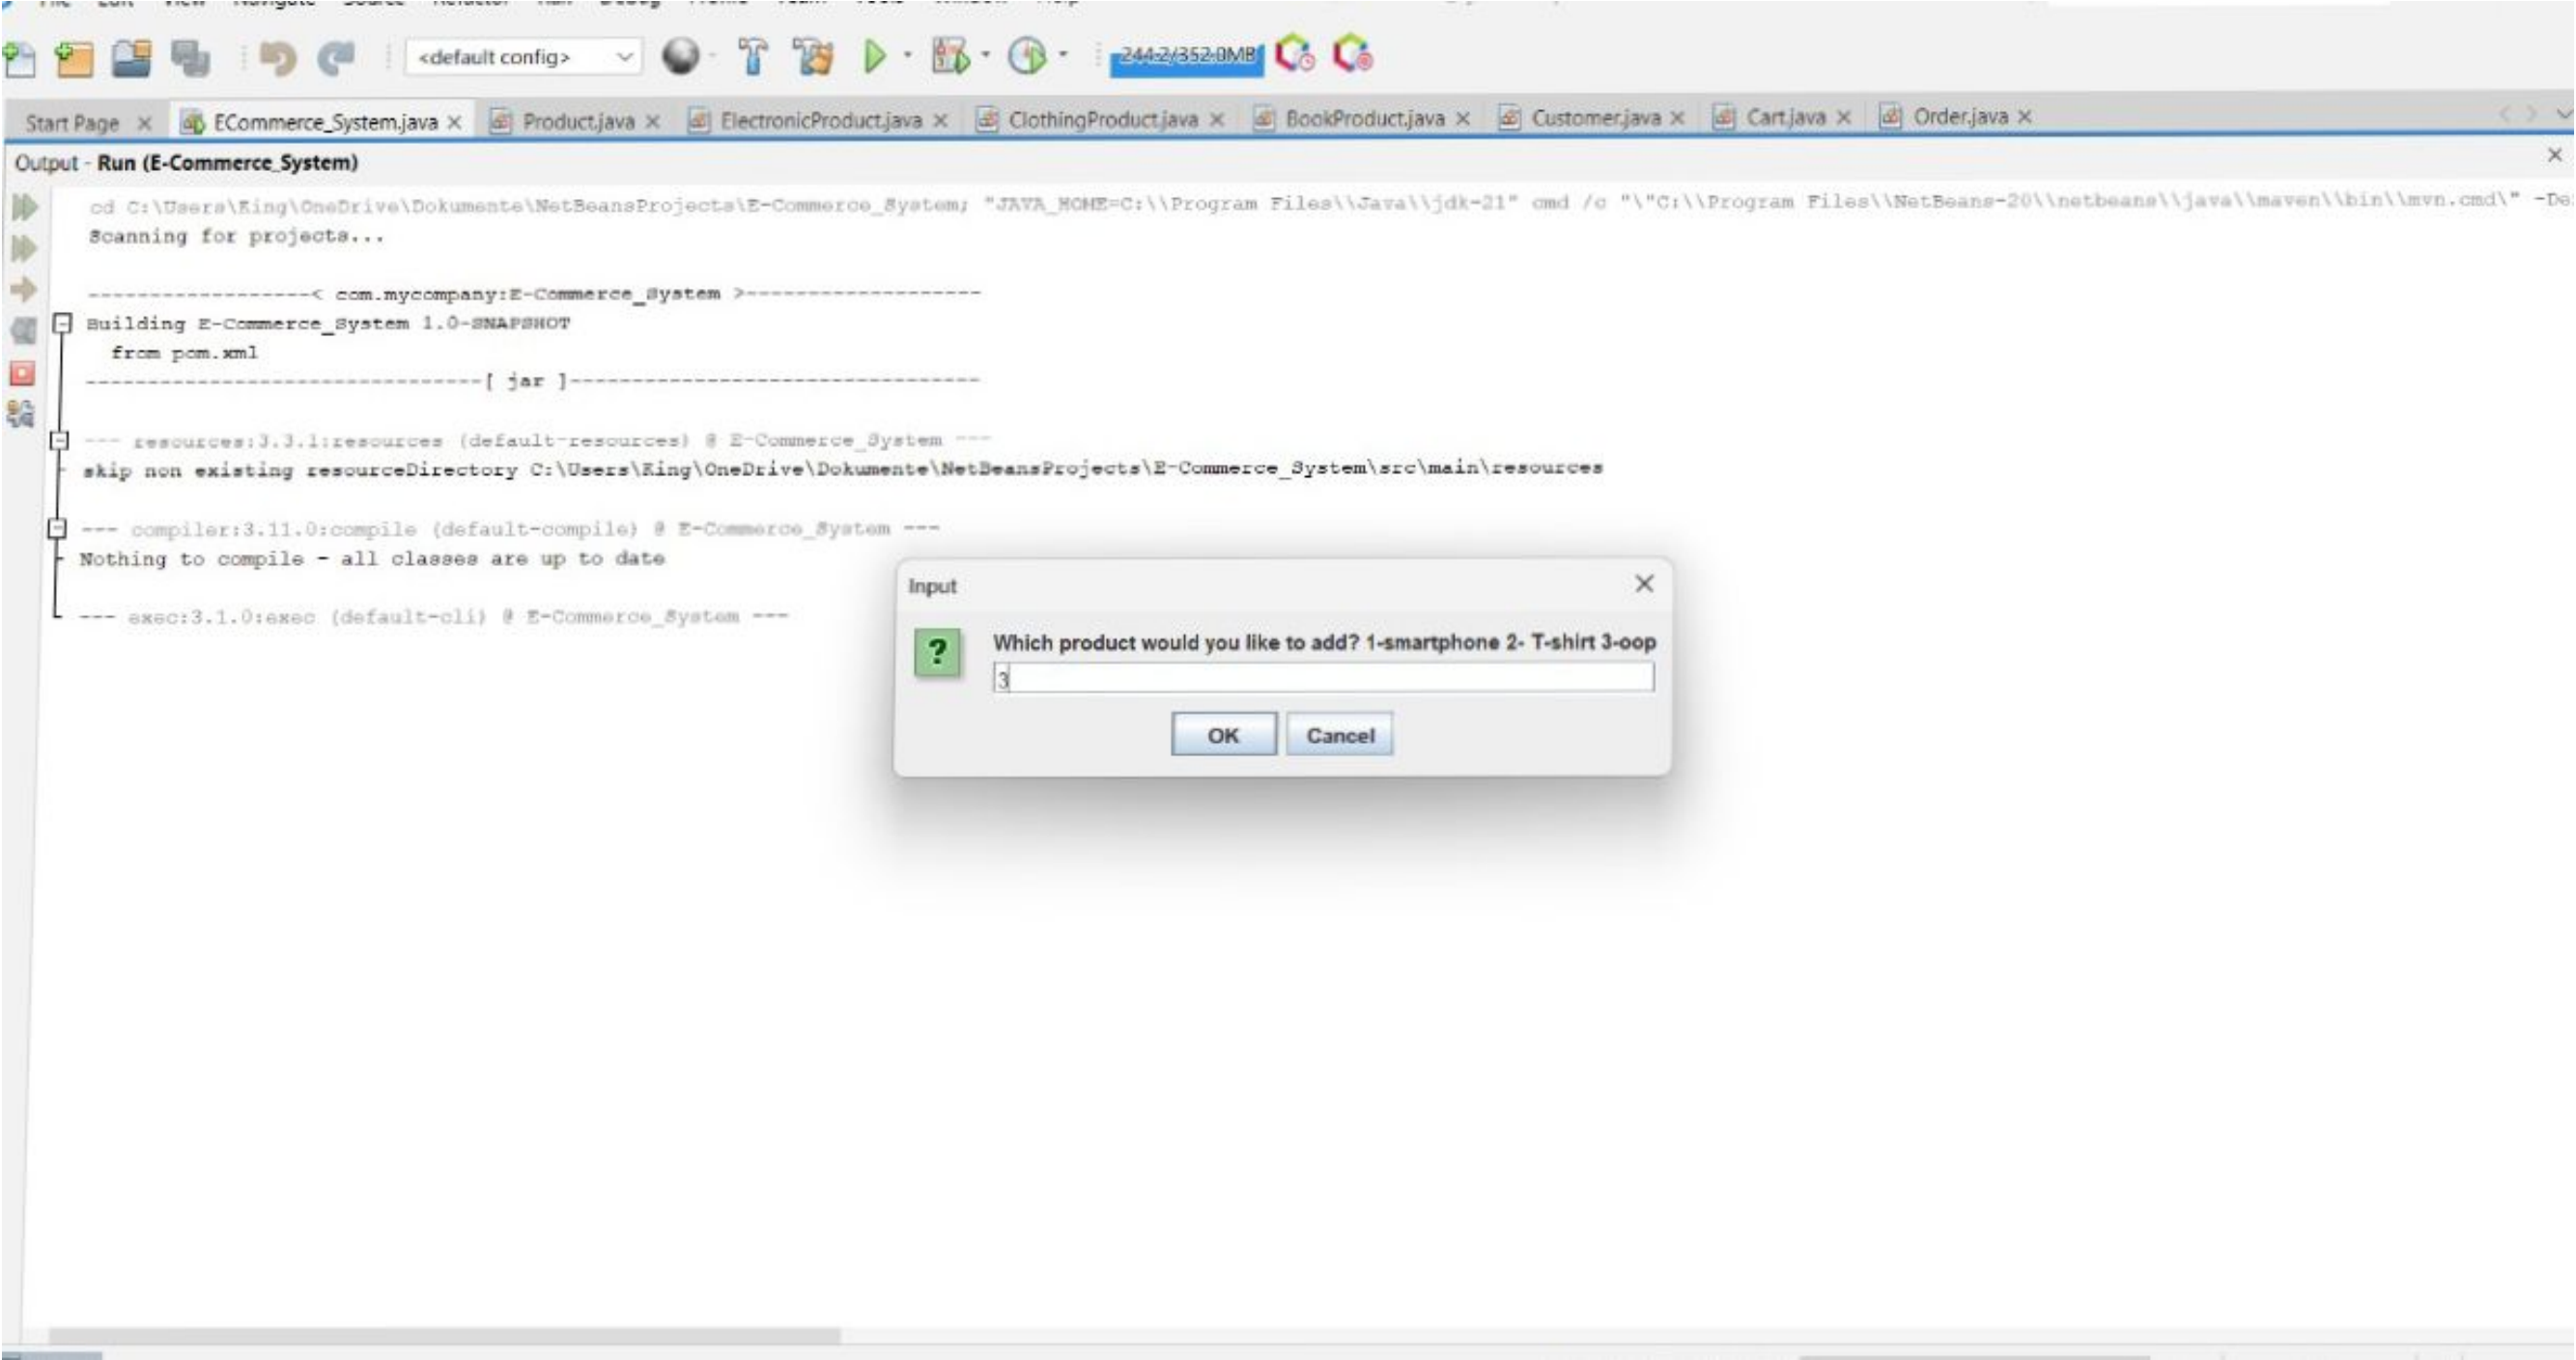 <default config>
244.2/352.0MB
Start Page ECommerce_System.java Product.java ElectronicProduct.java ClothingProduct.java BookProduct.java Customer.java Cart.java Order.java
Output - Run (E-Commerce_System)
cd C:\Users\King\OneDrive\Dokumente\NetBeansProjects\E-Commerce_System; "JAVA_HOME=C:\\Program Files\\Java\\jdk-21" cmd /c "\"C:\\Program Files\\NetBeans-20\\netbeans\\java\\maven\\bin\\mvn.cmd\" -De
Scanning for projects...
------------------< com.mycompany:E-Commerce_System >-------------------
Building E-Commerce_System 1.0-SNAPSHOT
from pom.xml
--------------------------------[ jar ]---------------------------------
--- resources:3.3.1:resources (default-resources) @ E-Commerce_System ---
skip non existing resourceDirectory C:\Users\King\OneDrive\Dokumente\NetBeansProjects\E-Commerce_System\src\main\resources
--- compiler:3.11.0:compile (default-compile) @ E-Commerce_System ---
Nothing to compile - all classes are up to date
--- exec:3.1.0:exec (default-cli) @ E-Commerce_System ---
Input
Which product would you like to add? 1-smartphone 2- T-shirt 3-oop
3
OK Cancel